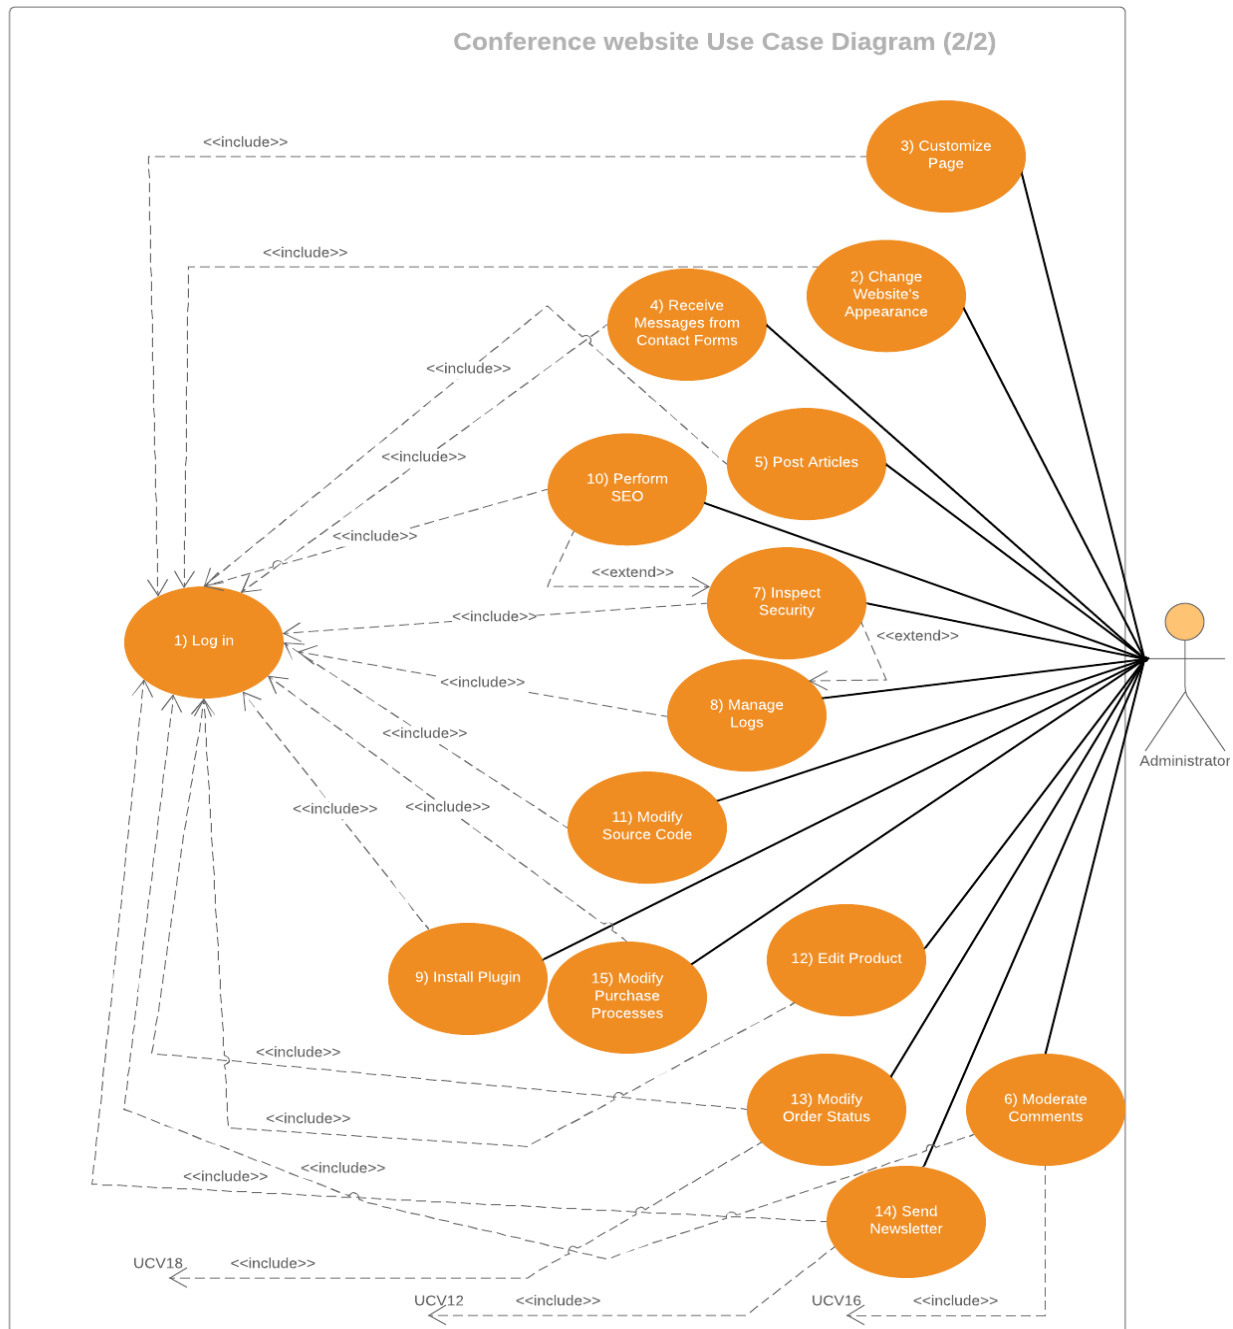 Conference website Use Case Diagram (2/2)
<<include>>
3) Customize
Page
<<include>>
2) Change
Website's
Appearance
4) Receive
Messages from
Contact Forms
<<include>>
<<include>>
5) Post Articles
10) Perform
SEO
<<include>>
<<extend>>
7) Inspect
Security
<<include>>
<<extend>>
1) Log in
<<include>>
8) Manage
Logs
<<include>>
Administrator
<<include>>
<<include>>
11) Modify
Source Code
9) Install Plugin
15) Modify
Purchase
Processes
12) Edit Product
<<include>>
<<include>>
13) Modify
Order Status
6) Moderate
Comments
<<include>>
<<include>>
14) Send
Newsletter
UCV18
<<include>>
UCV12
<<include>>
UCV16
<<include>>